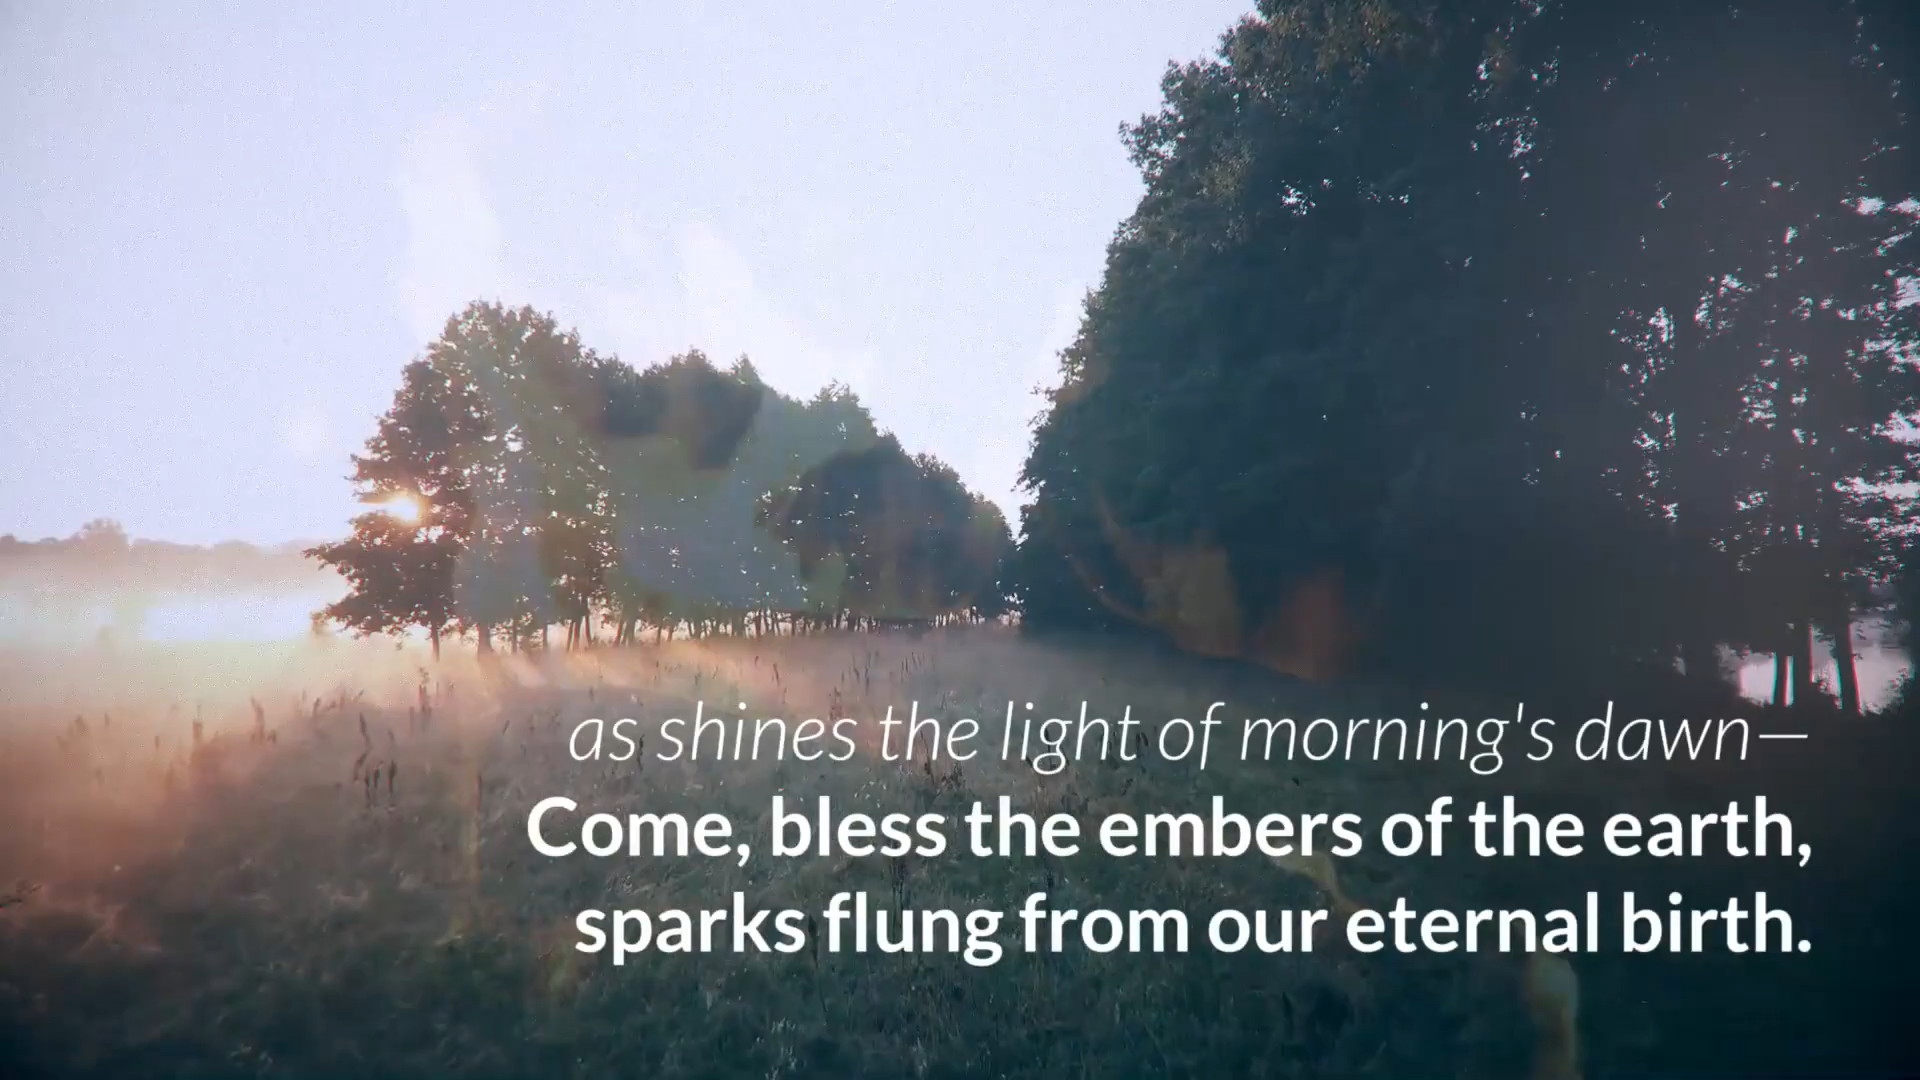 as shines the light of morning's dawn—
Come, bless the embers of the earth,
sparks flung from our eternal birth.